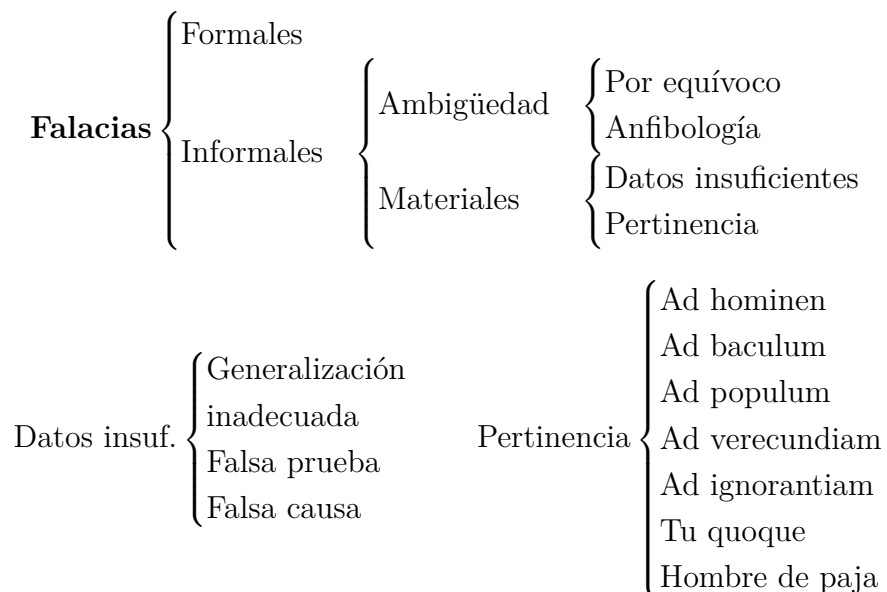 Falacias
Formales
Informales
Ambigüedad
Por equívoco
Anfibología
Materiales
Datos insuficientes
Pertinencia
Datos insuf.
Generalización
inadecuada
Falsa prueba
Falsa causa
Pertinencia
Ad hominen
Ad baculum
Ad populum
Ad verecundiam
Ad ignorantiam
Tu quoque
Hombre de paja